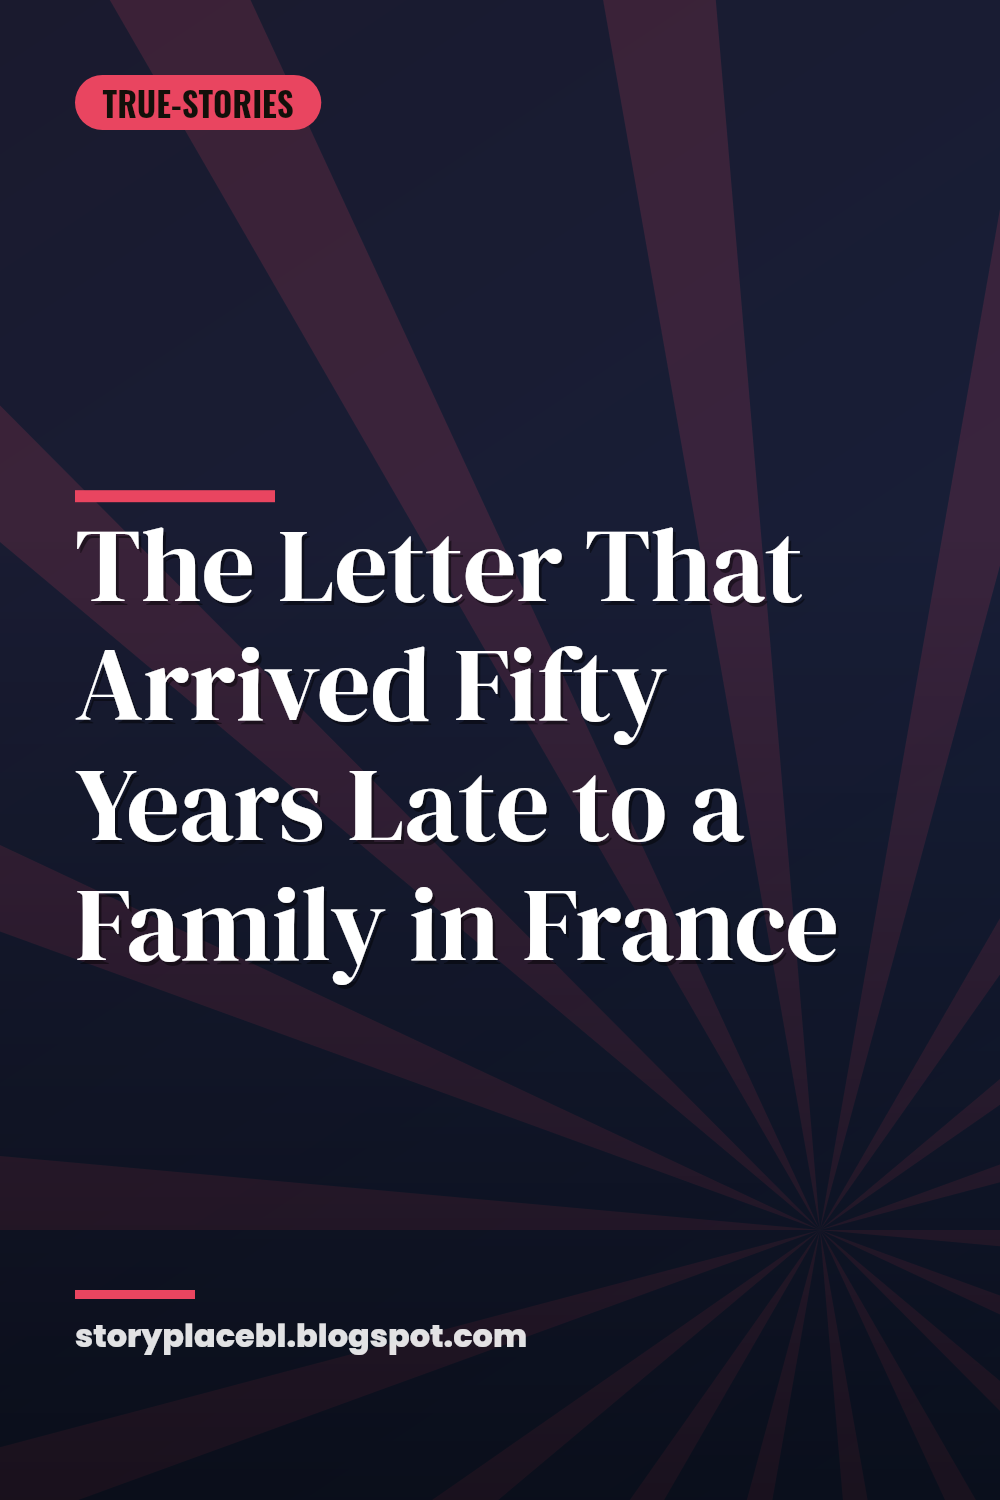 TRUE-STORIES
The Letter That
Arrived Fifty
Years Late to a
Family in France
storyplacebl.blogspot.com